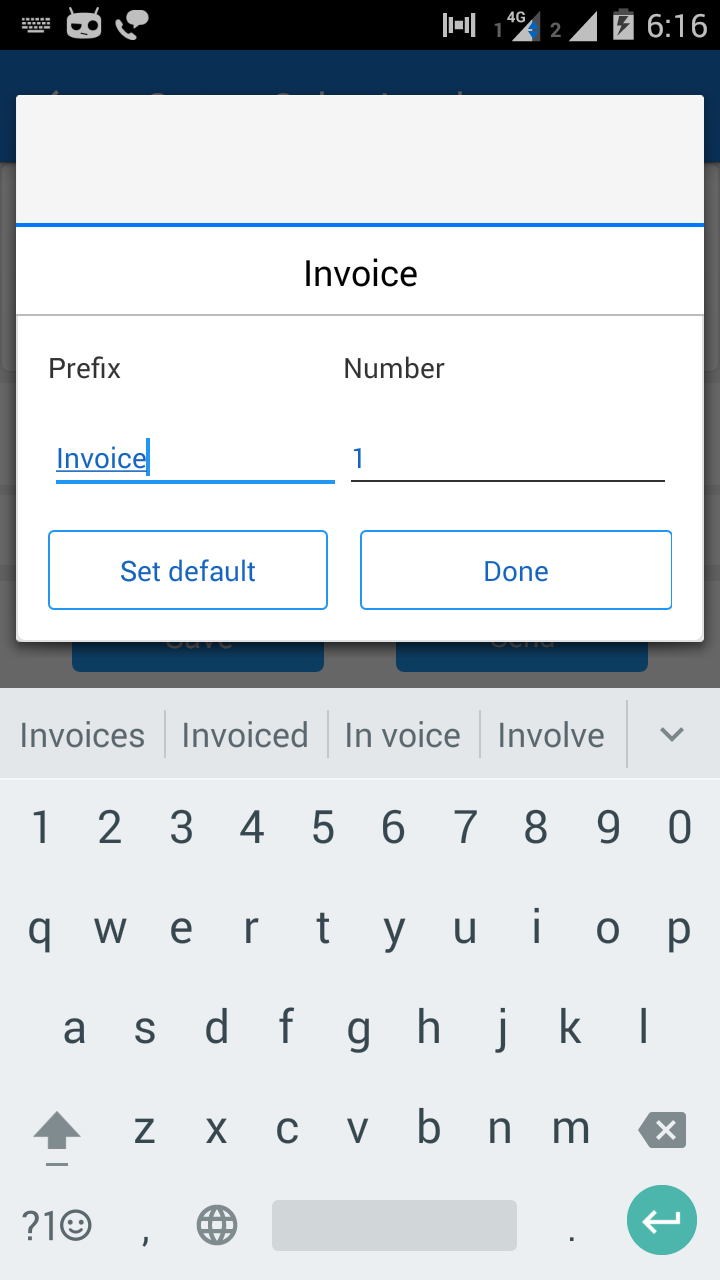 1 4G 2 6:16
Invoice
Prefix Number
Invoice 1
Set default Done
Save Send
Invoices Invoiced In voice Involve
1 2 3 4 5 6 7 8 9 0
q w e r t y u i o p
a s d f g h j k l
z x c v b n m
?1☺ , .